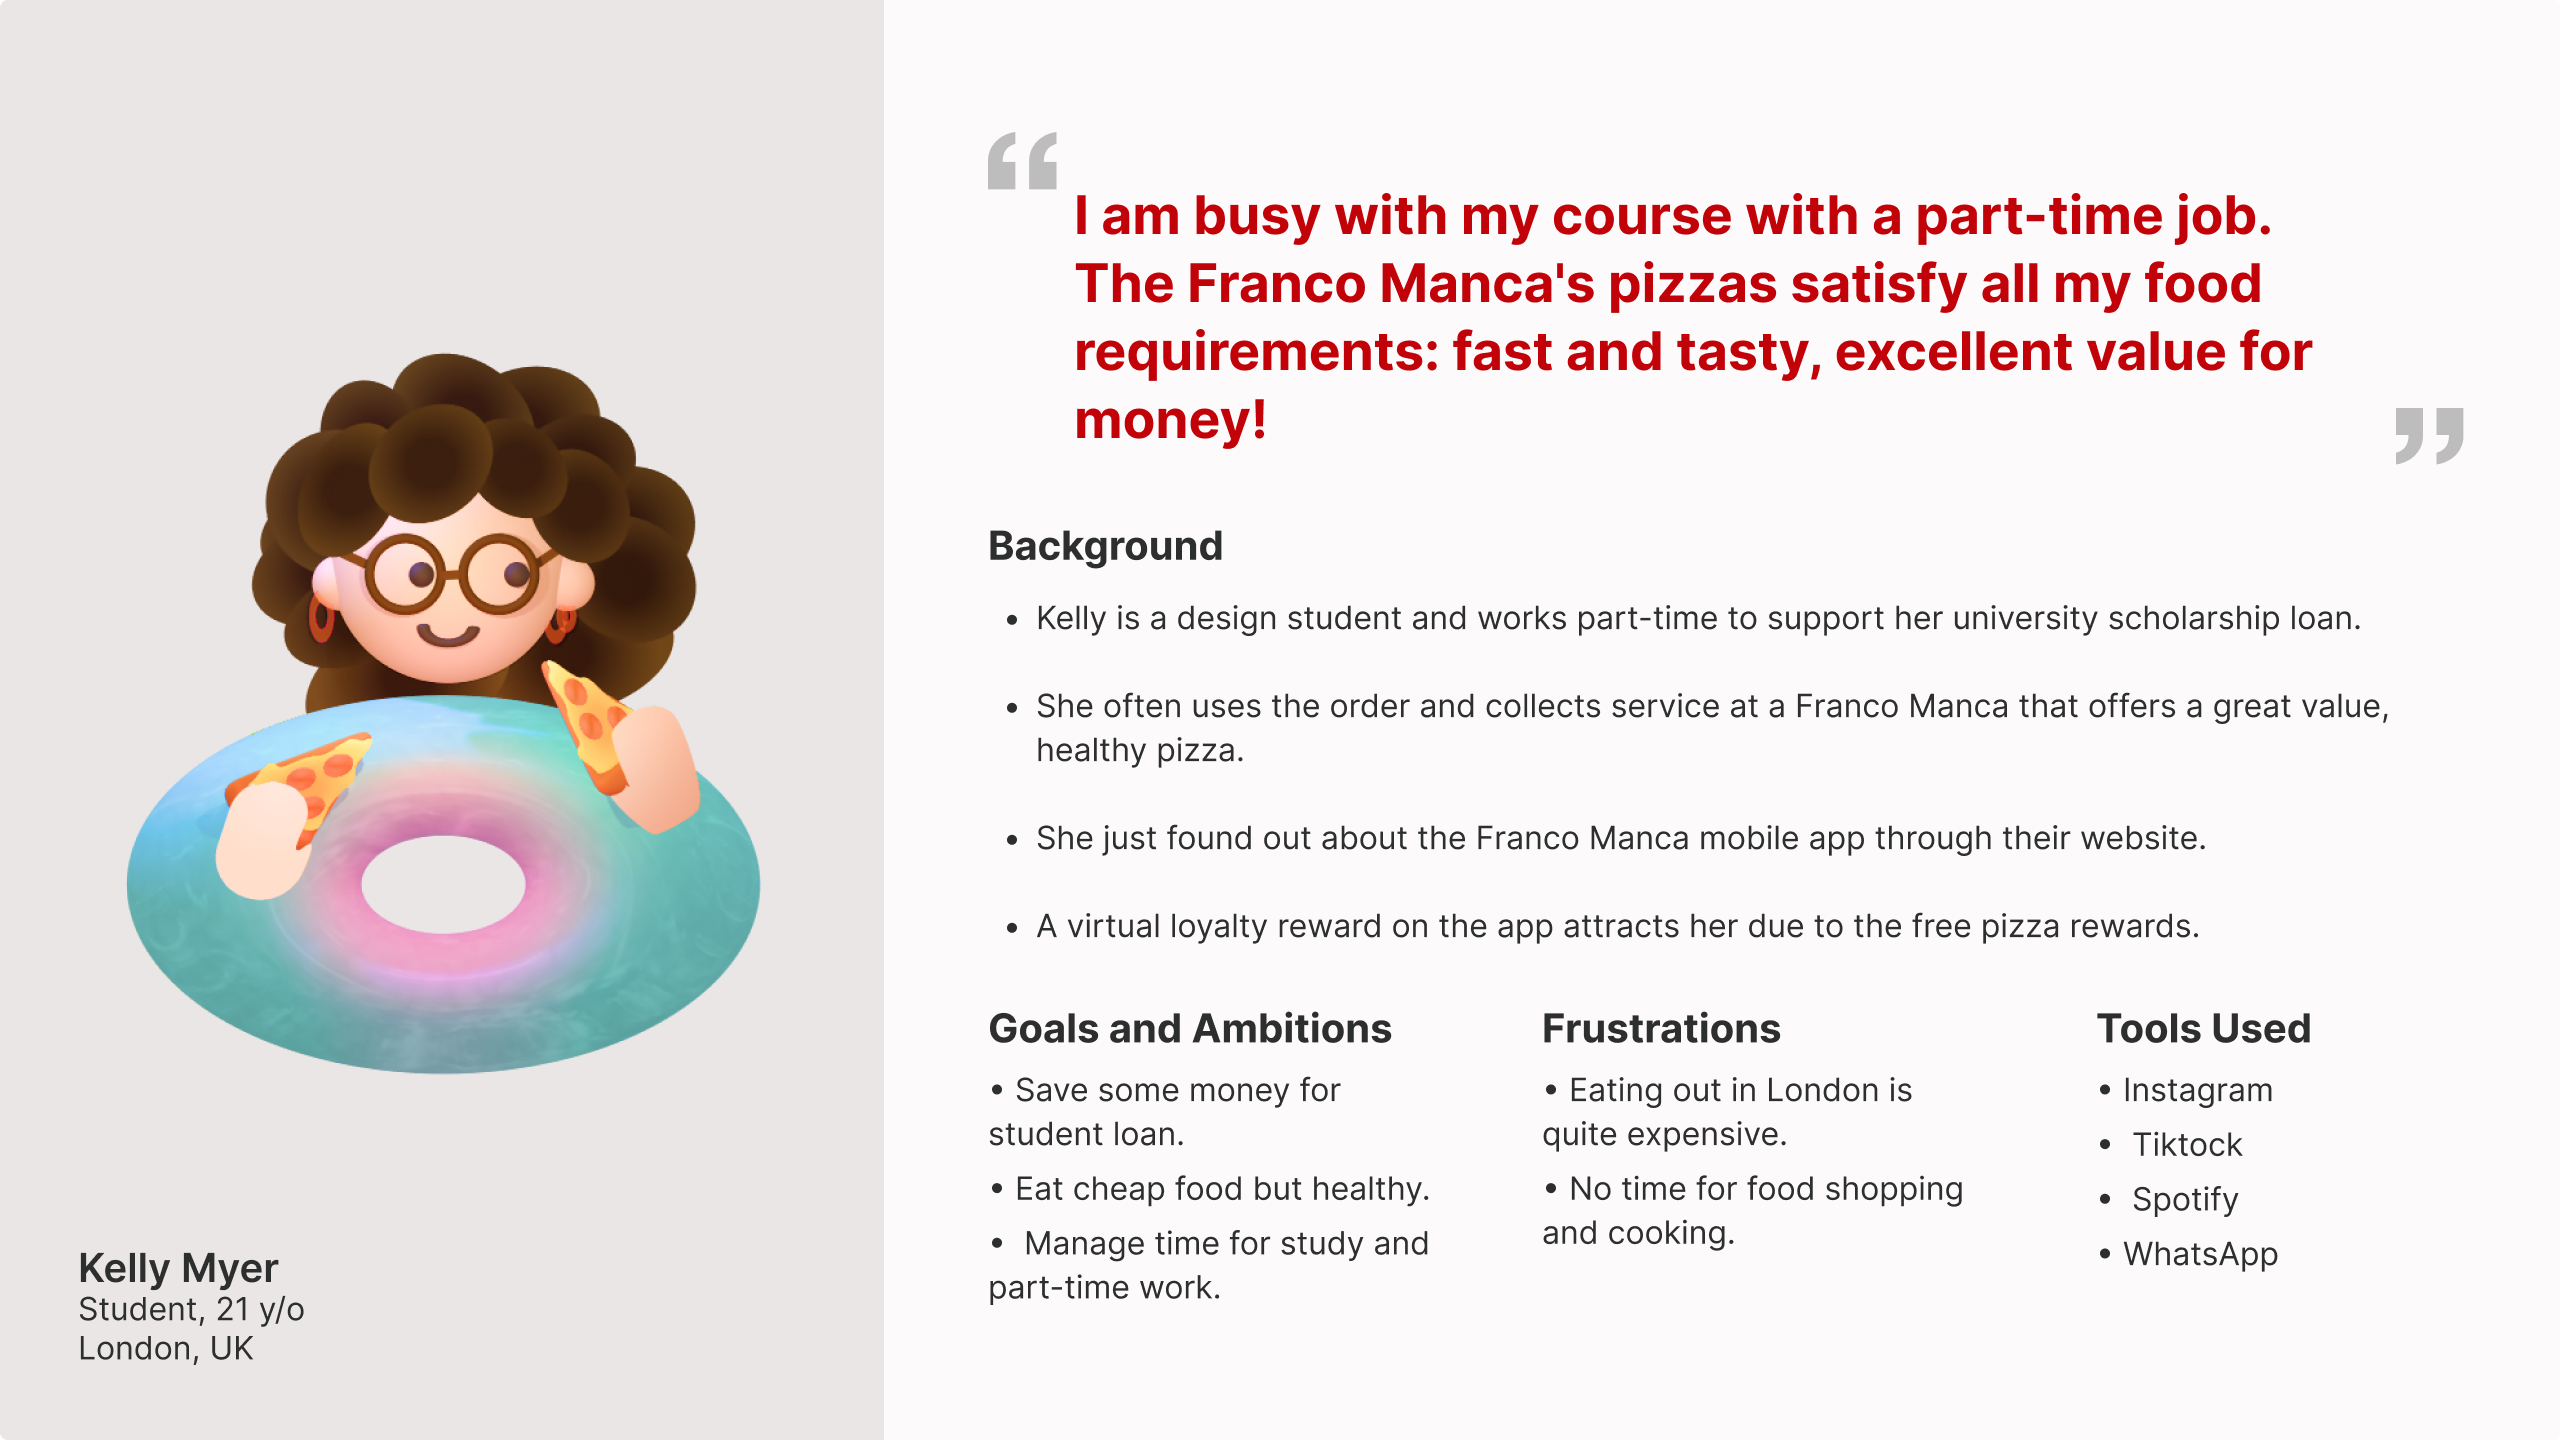 “
I am busy with my course with a part-time job.
The Franco Manca's pizzas satisfy all my food
requirements: fast and tasty, excellent value for
money!
”
Background
• Kelly is a design student and works part-time to support her university scholarship loan.
• She often uses the order and collects service at a Franco Manca that offers a great value,
healthy pizza.
• She just found out about the Franco Manca mobile app through their website.
• A virtual loyalty reward on the app attracts her due to the free pizza rewards.
Goals and Ambitions
• Save some money for
student loan.
• Eat cheap food but healthy.
• Manage time for study and
part-time work.
Frustrations
• Eating out in London is
quite expensive.
• No time for food shopping
and cooking.
Tools Used
• Instagram
• Tiktock
• Spotify
• WhatsApp
Kelly Myer
Student, 21 y/o
London, UK